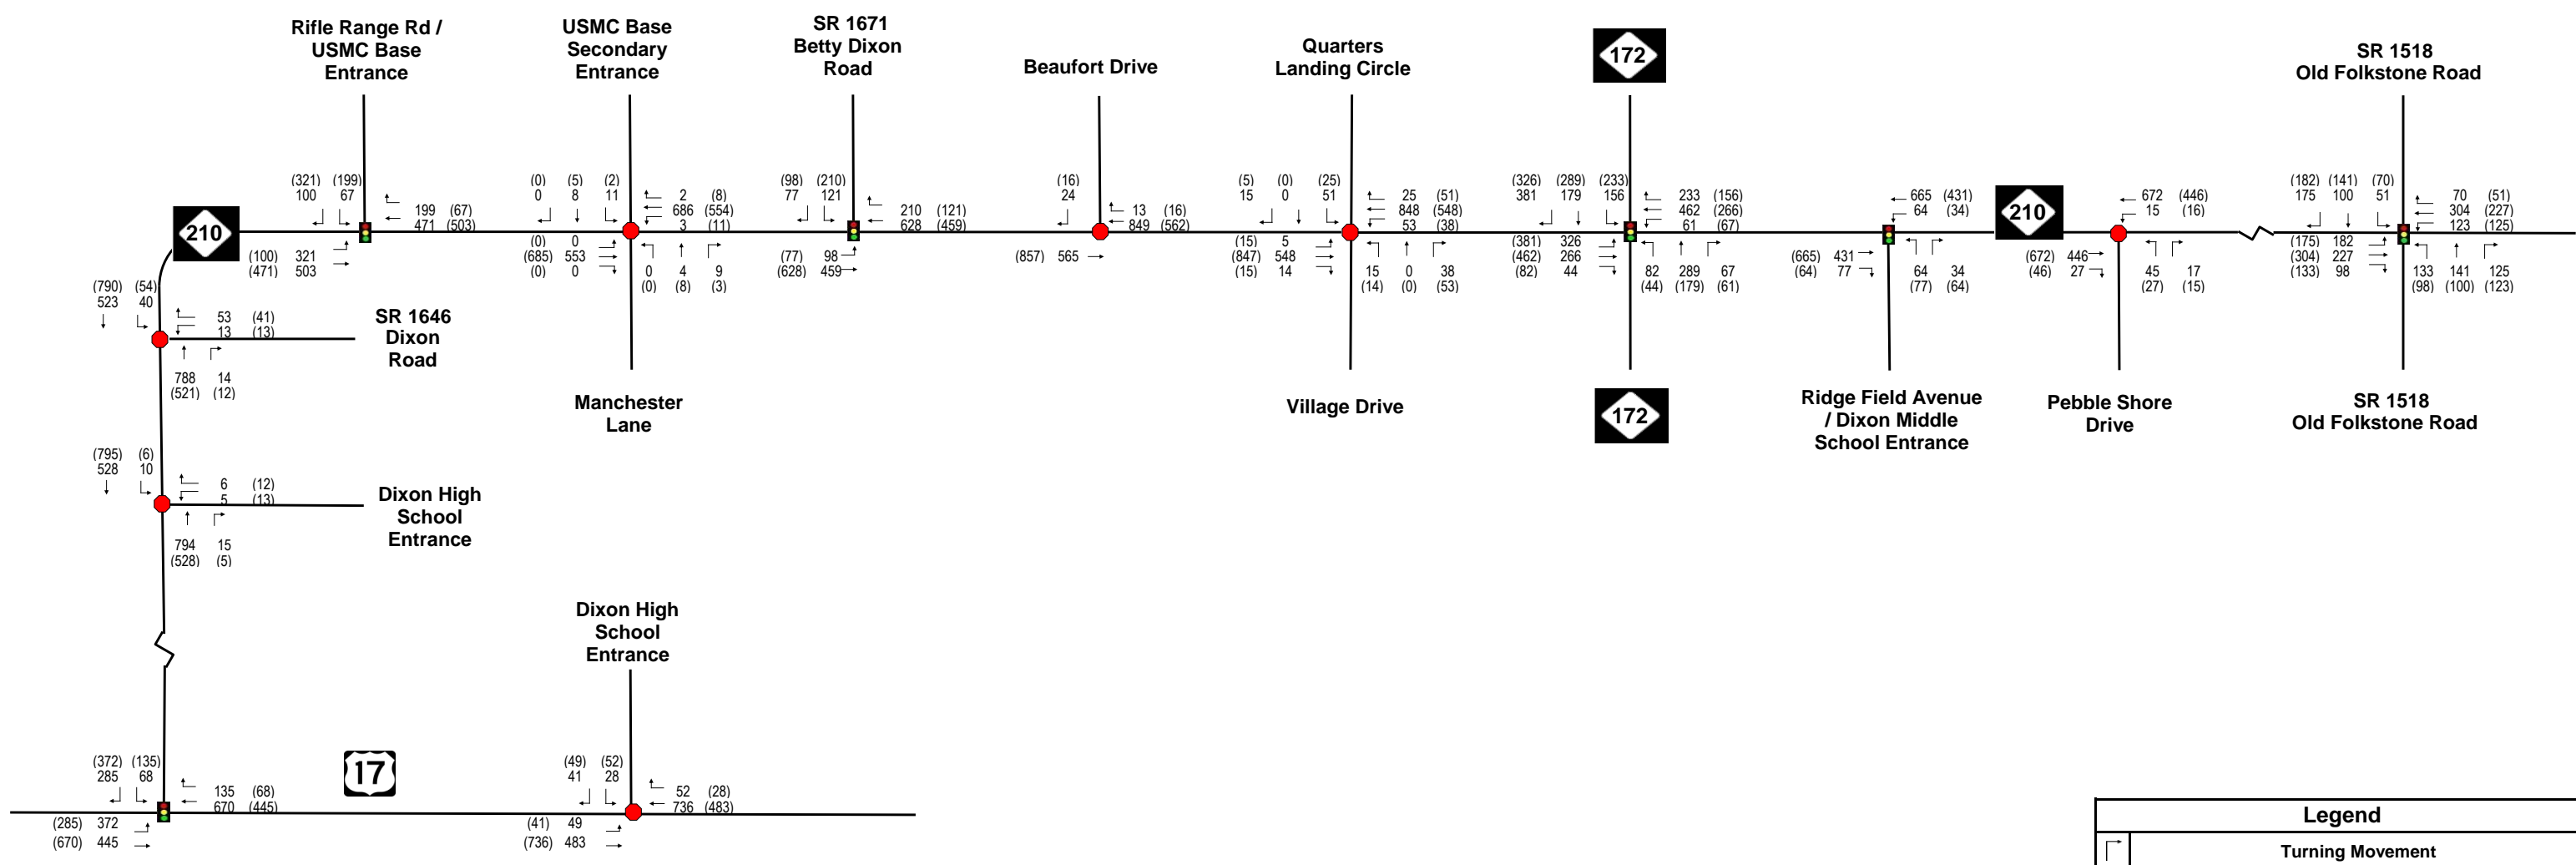 Rifle Range Rd /
USMC Base
Entrance
USMC Base
Secondary
Entrance
SR 1671
Betty Dixon
Road
Beaufort Drive
Quarters
Landing Circle
172
SR 1518
Old Folkstone Road
(321) (199)
100 67
199 (67)
471 (503)
(100) 321
(471) 503
(0) (5) (2)
0 8 11
2 (8)
686 (554)
3 (11)
(0) 0
(685) 553
(0) 0
0 4 9
(0) (8) (3)
(98) (210)
77 121
210 (121)
628 (459)
(77) 98
(628) 459
(16)
24
13 (16)
849 (562)
(857) 565
(5) (0) (25)
15 0 51
25 (51)
848 (548)
53 (38)
(15) 5
(847) 548
(15) 14
15 0 38
(14) (0) (53)
(326) (289) (233)
381 179 156
233 (156)
462 (266)
61 (67)
(381) 326
(462) 266
(82) 44
82 289 67
(44) (179) (61)
665 (431)
64 (34)
(665) 431
(64) 77
64 34
(77) (64)
210
672 (446)
15 (16)
(672) 446
(46) 27
45 17
(27) (15)
(182) (141) (70)
175 100 51
70 (51)
304 (227)
123 (125)
(175) 182
(304) 227
(133) 98
133 141 125
(98) (100) (123)
210
(790) (54)
523 40
53 (41)
13 (13)
788 14
(521) (12)
SR 1646
Dixon
Road
Manchester
Lane
Village Drive
172
Ridge Field Avenue
/ Dixon Middle
School Entrance
Pebble Shore
Drive
SR 1518
Old Folkstone Road
(795) (6)
528 10
6 (12)
5 (13)
794 15
(528) (5)
Dixon High
School
Entrance
Dixon High
School
Entrance
(372) (135)
285 68
135 (68)
670 (445)
(285) 372
(670) 445
17
(49) (52)
41 28
52 (28)
736 (483)
(41) 49
(736) 483
Legend
Turning Movement